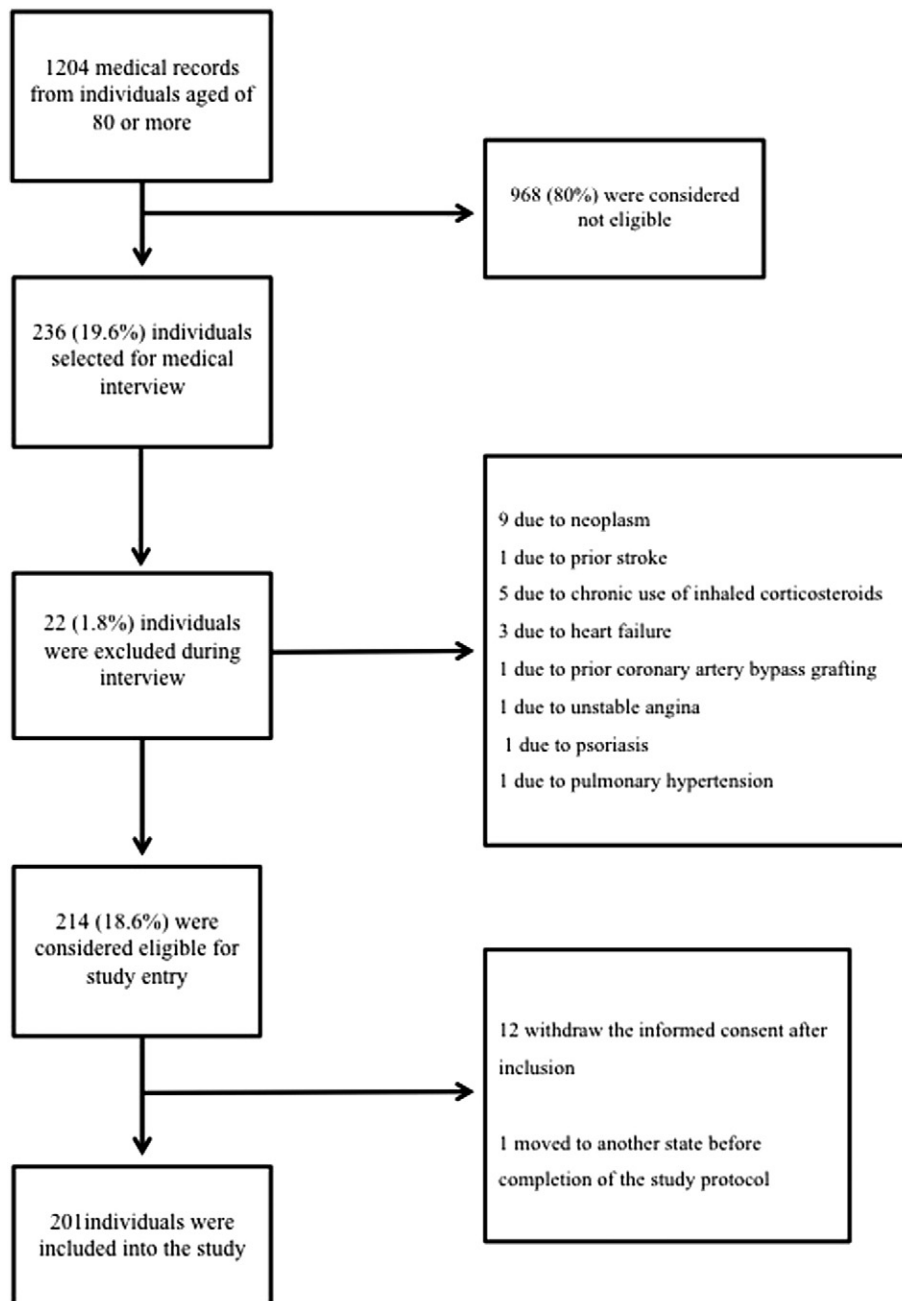 1204 medical records
from individuals aged of
80 or more
968 (80%) were considered
not eligible
236 (19.6%) individuals
selected for medical
interview
22 (1.8%) individuals
were excluded during
interview
9 due to neoplasm
1 due to prior stroke
5 due to chronic use of inhaled corticosteroids
3 due to heart failure
1 due to prior coronary artery bypass grafting
1 due to unstable angina
1 due to psoriasis
1 due to pulmonary hypertension
214 (18.6%) were
considered eligible for
study entry
12 withdraw the informed consent after
inclusion
1 moved to another state before
completion of the study protocol
201individuals were
included into the study